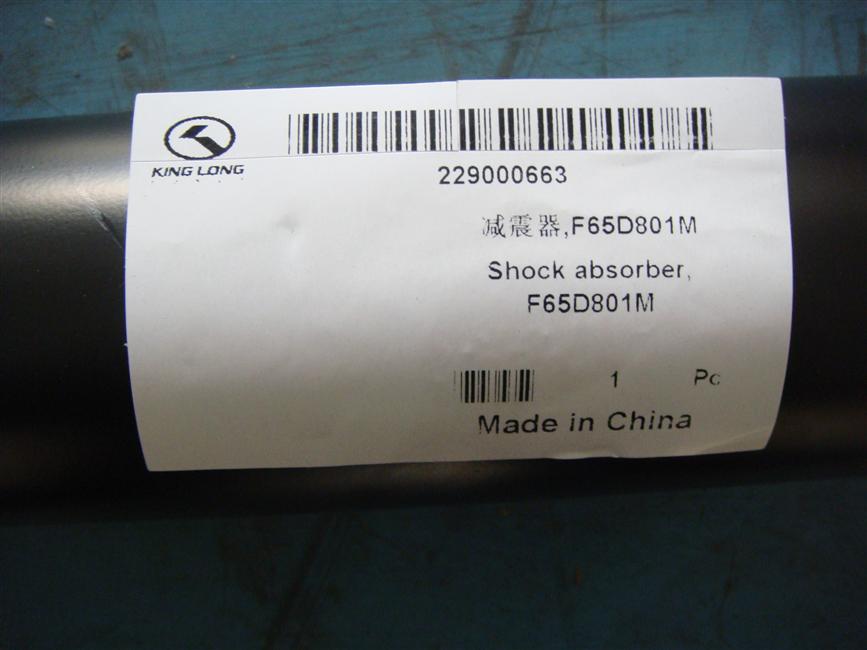 KING LONG
229000663
减震器,F65D801M
Shock absorber,
F65D801M
1 Pc
Made in China